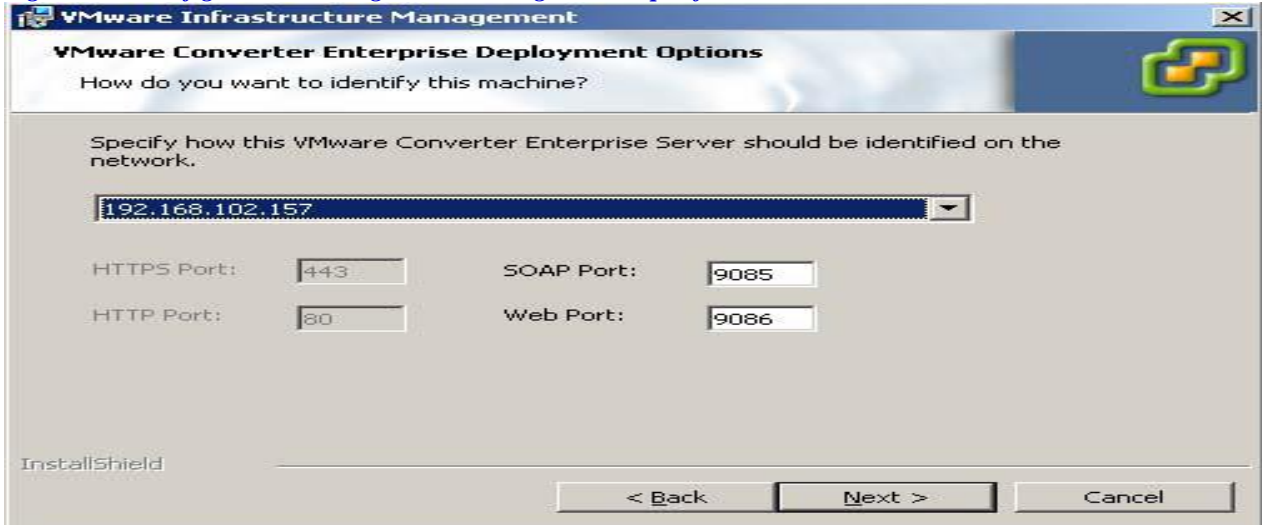 VMware Infrastructure Management
VMware Converter Enterprise Deployment Options
How do you want to identify this machine?
Specify how this VMware Converter Enterprise Server should be identified on the
network.
192.168.102.157
HTTPS Port: 443 SOAP Port: 9085
HTTP Port: 80 Web Port: 9086
InstallShield
< Back Next > Cancel